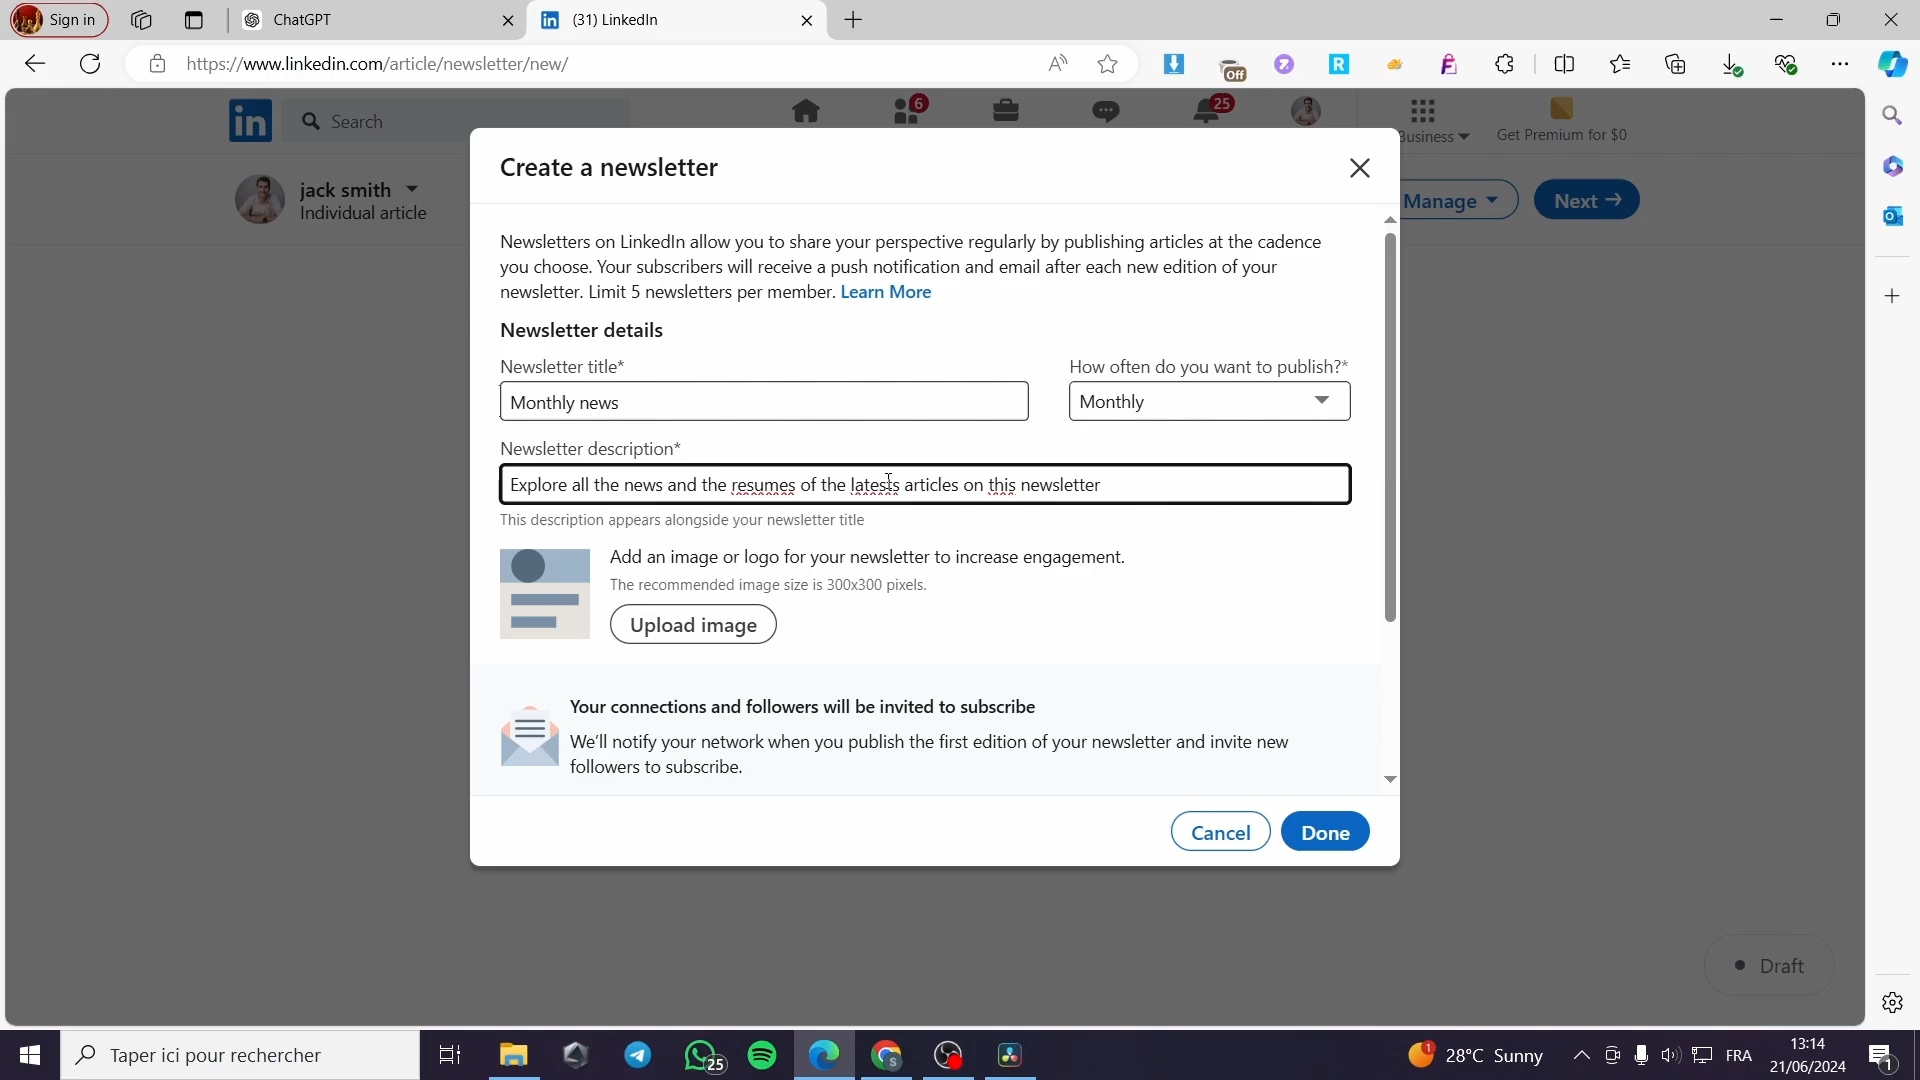 Sign in
ChatGPT
(31) LinkedIn
https://www.linkedin.com/article/newsletter/new/
Off
in
Search
6
25
Business
Get Premium for $0
jack smith
Individual article
Manage
Next →
Create a newsletter
Newsletters on LinkedIn allow you to share your perspective regularly by publishing articles at the cadence
you choose. Your subscribers will receive a push notification and email after each new edition of your
newsletter. Limit 5 newsletters per member. Learn More
Newsletter details
Newsletter title*
How often do you want to publish?*
Monthly news
Monthly
Newsletter description*
Explore all the news and the resumes of the latests articles on this newsletter
This description appears alongside your newsletter title
Add an image or logo for your newsletter to increase engagement.
The recommended image size is 300x300 pixels.
Upload image
Your connections and followers will be invited to subscribe
We'll notify your network when you publish the first edition of your newsletter and invite new
followers to subscribe.
Cancel
Done
Draft
Taper ici pour rechercher
25
1
28°C Sunny
FRA
13:14
21/06/2024
1